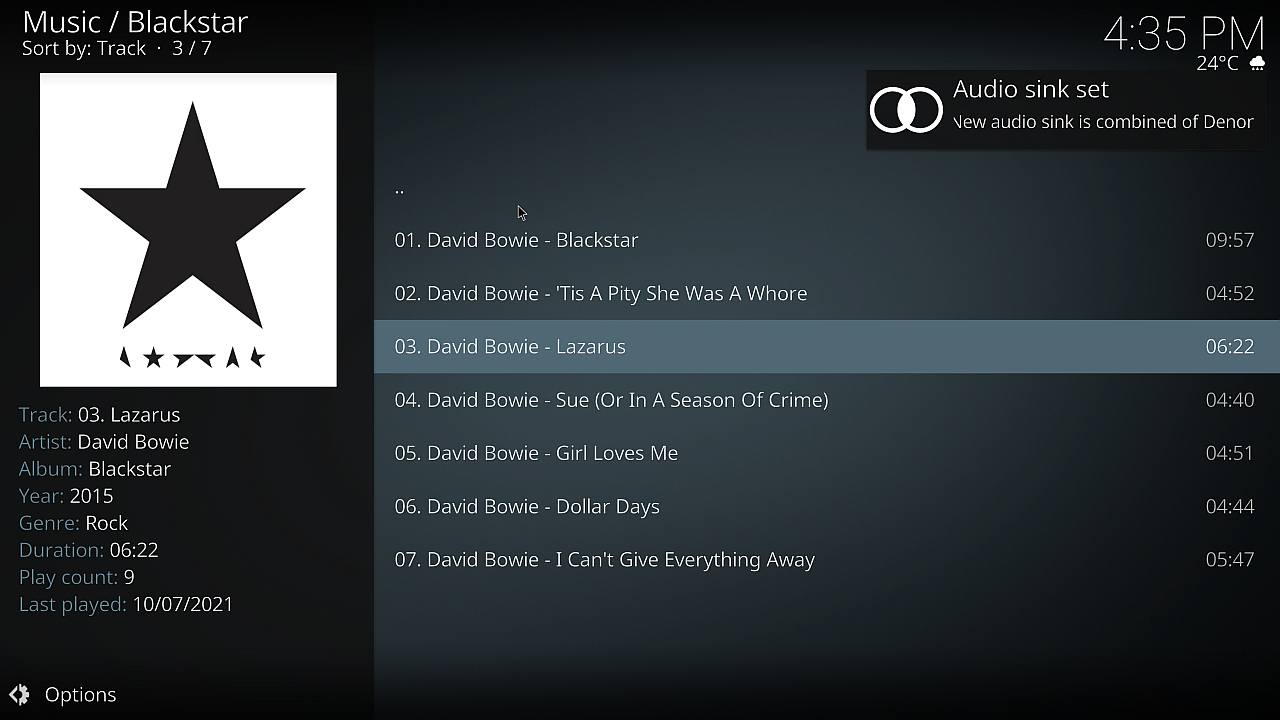 Music / Blackstar
Sort by: Track · 3 / 7
4:35 PM
24°C
Audio sink set
New audio sink is combined of Denor
..
01. David Bowie - Blackstar 09:57
02. David Bowie - 'Tis A Pity She Was A Whore 04:52
03. David Bowie - Lazarus 06:22
04. David Bowie - Sue (Or In A Season Of Crime) 04:40
05. David Bowie - Girl Loves Me 04:51
06. David Bowie - Dollar Days 04:44
07. David Bowie - I Can't Give Everything Away 05:47
Track: 03. Lazarus
Artist: David Bowie
Album: Blackstar
Year: 2015
Genre: Rock
Duration: 06:22
Play count: 9
Last played: 10/07/2021
Options